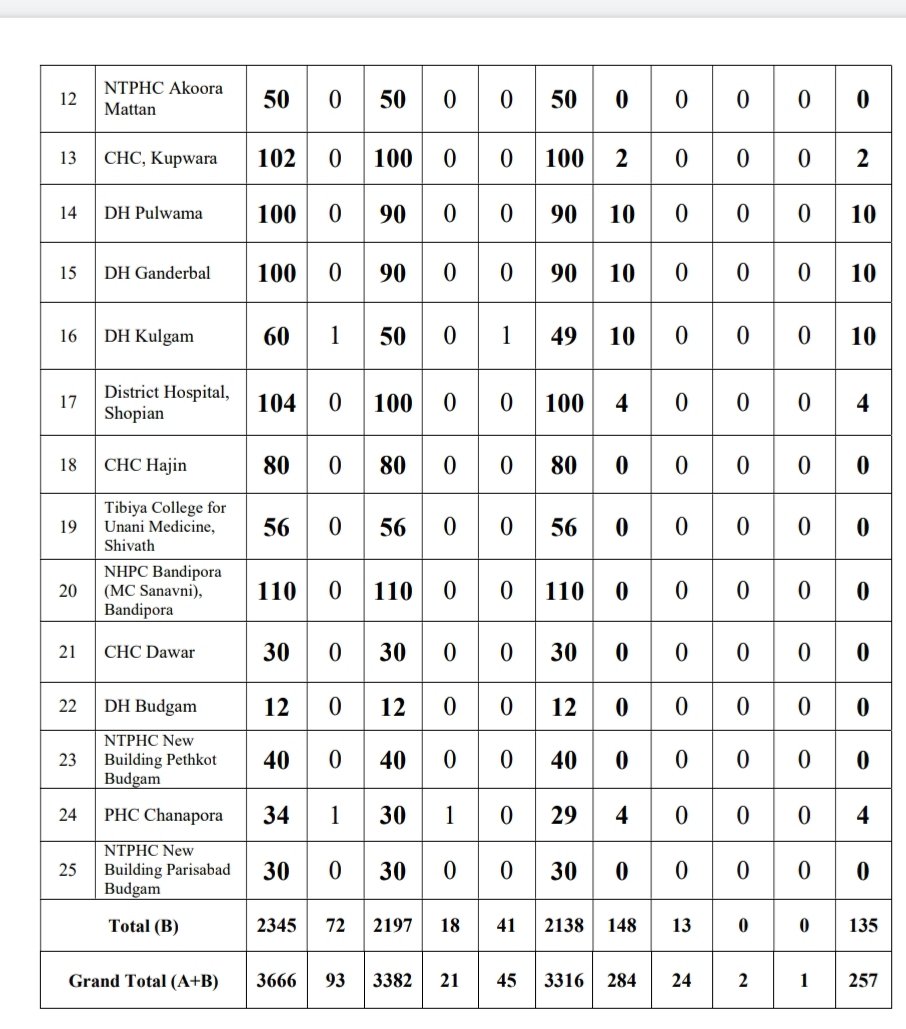 12 NTPHC Akoora Mattan 50 0 50 0 0 50 0 0 0 0 0
13 CHC, Kupwara 102 0 100 0 0 100 2 0 0 0 2
14 DH Pulwama 100 0 90 0 0 90 10 0 0 0 10
15 DH Ganderbal 100 0 90 0 0 90 10 0 0 0 10
16 DH Kulgam 60 1 50 0 1 49 10 0 0 0 10
17 District Hospital, Shopian 104 0 100 0 0 100 4 0 0 0 4
18 CHC Hajin 80 0 80 0 0 80 0 0 0 0 0
19 Tibiya College for Unani Medicine, Shivath 56 0 56 0 0 56 0 0 0 0 0
20 NHPC Bandipora (MC Sanavni), Bandipora 110 0 110 0 0 110 0 0 0 0 0
21 CHC Dawar 30 0 30 0 0 30 0 0 0 0 0
22 DH Budgam 12 0 12 0 0 12 0 0 0 0 0
23 NTPHC New Building Pethkot Budgam 40 0 40 0 0 40 0 0 0 0 0
24 PHC Chanapora 34 1 30 1 0 29 4 0 0 0 4
25 NTPHC New Building Parisabad Budgam 30 0 30 0 0 30 0 0 0 0 0
Total (B) 2345 72 2197 18 41 2138 148 13 0 0 135
Grand Total (A+B) 3666 93 3382 21 45 3316 284 24 2 1 257